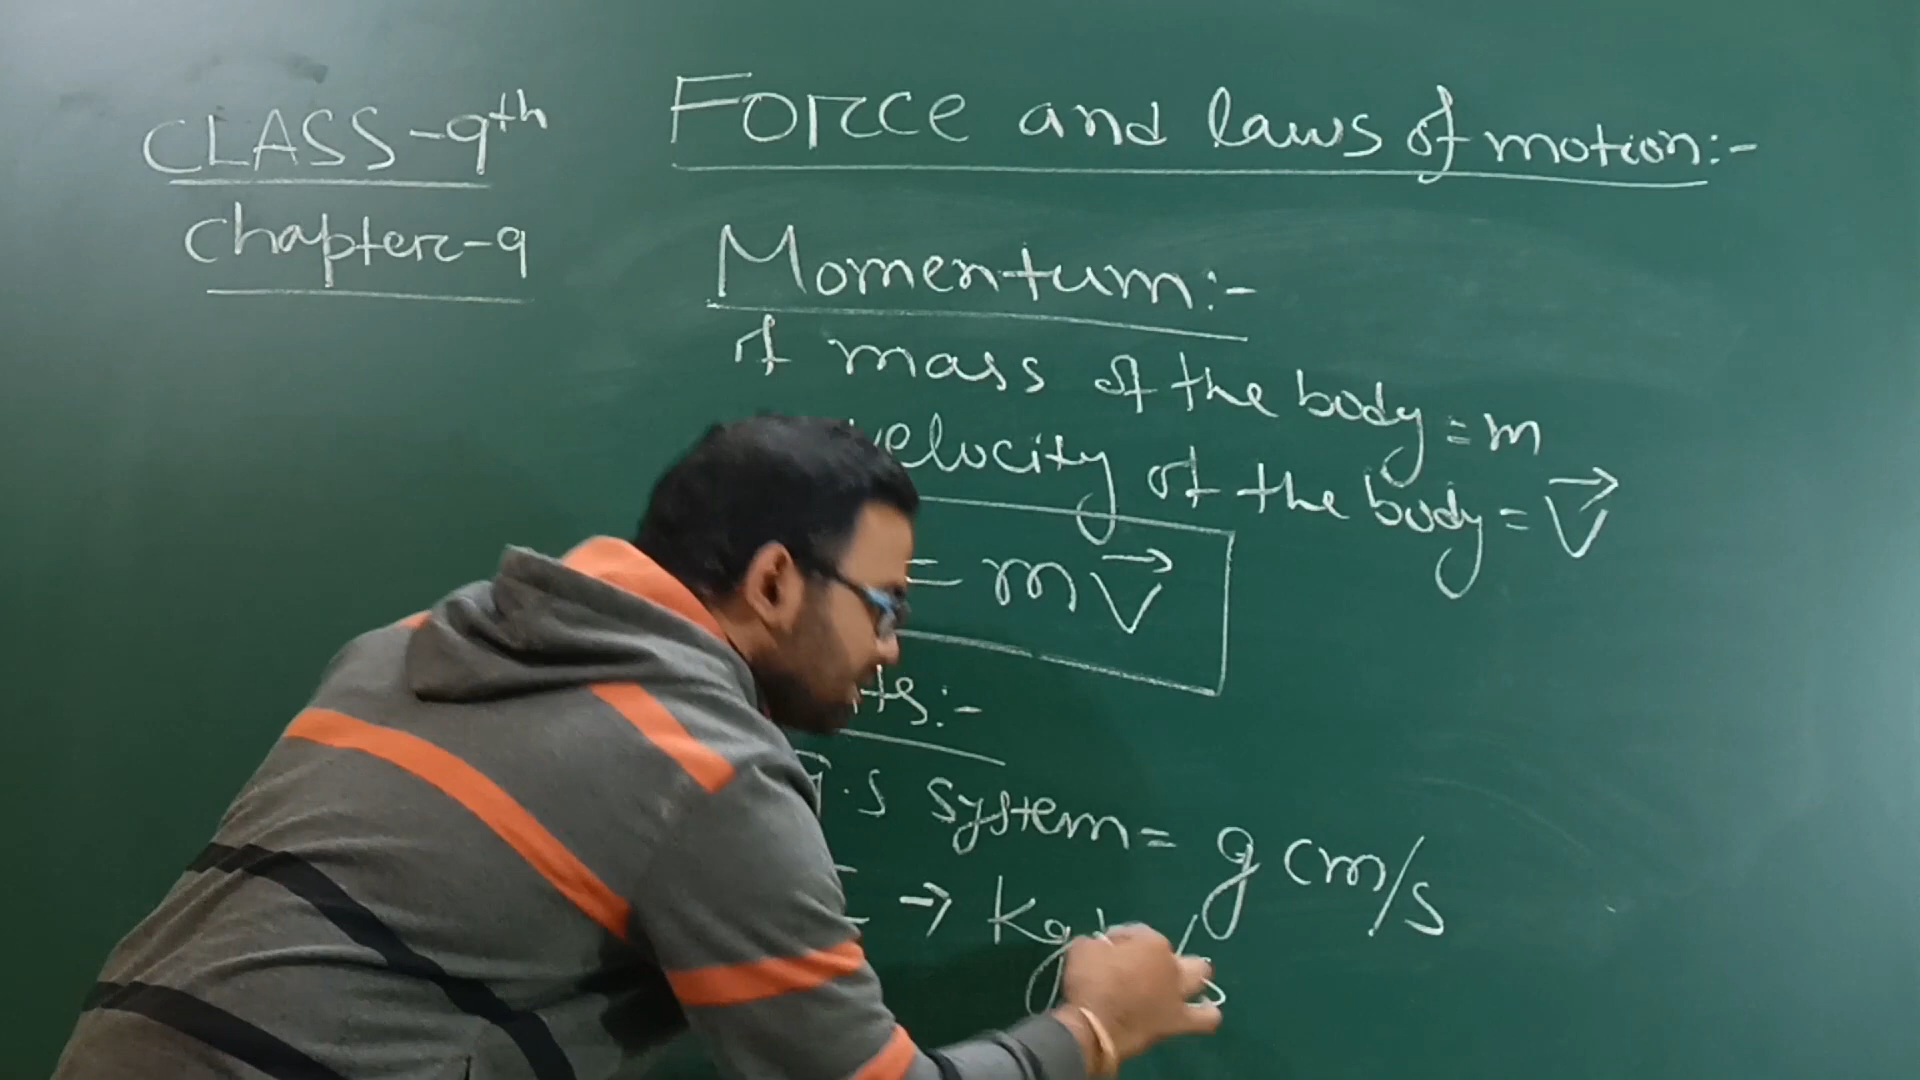 CLASS-9th
Chapter-9
Force and laws of motion:-
Momentum:-
If mass of the body = m
velocity of the body = V⃗
= mV⃗
system = g cm/s
→ Kg